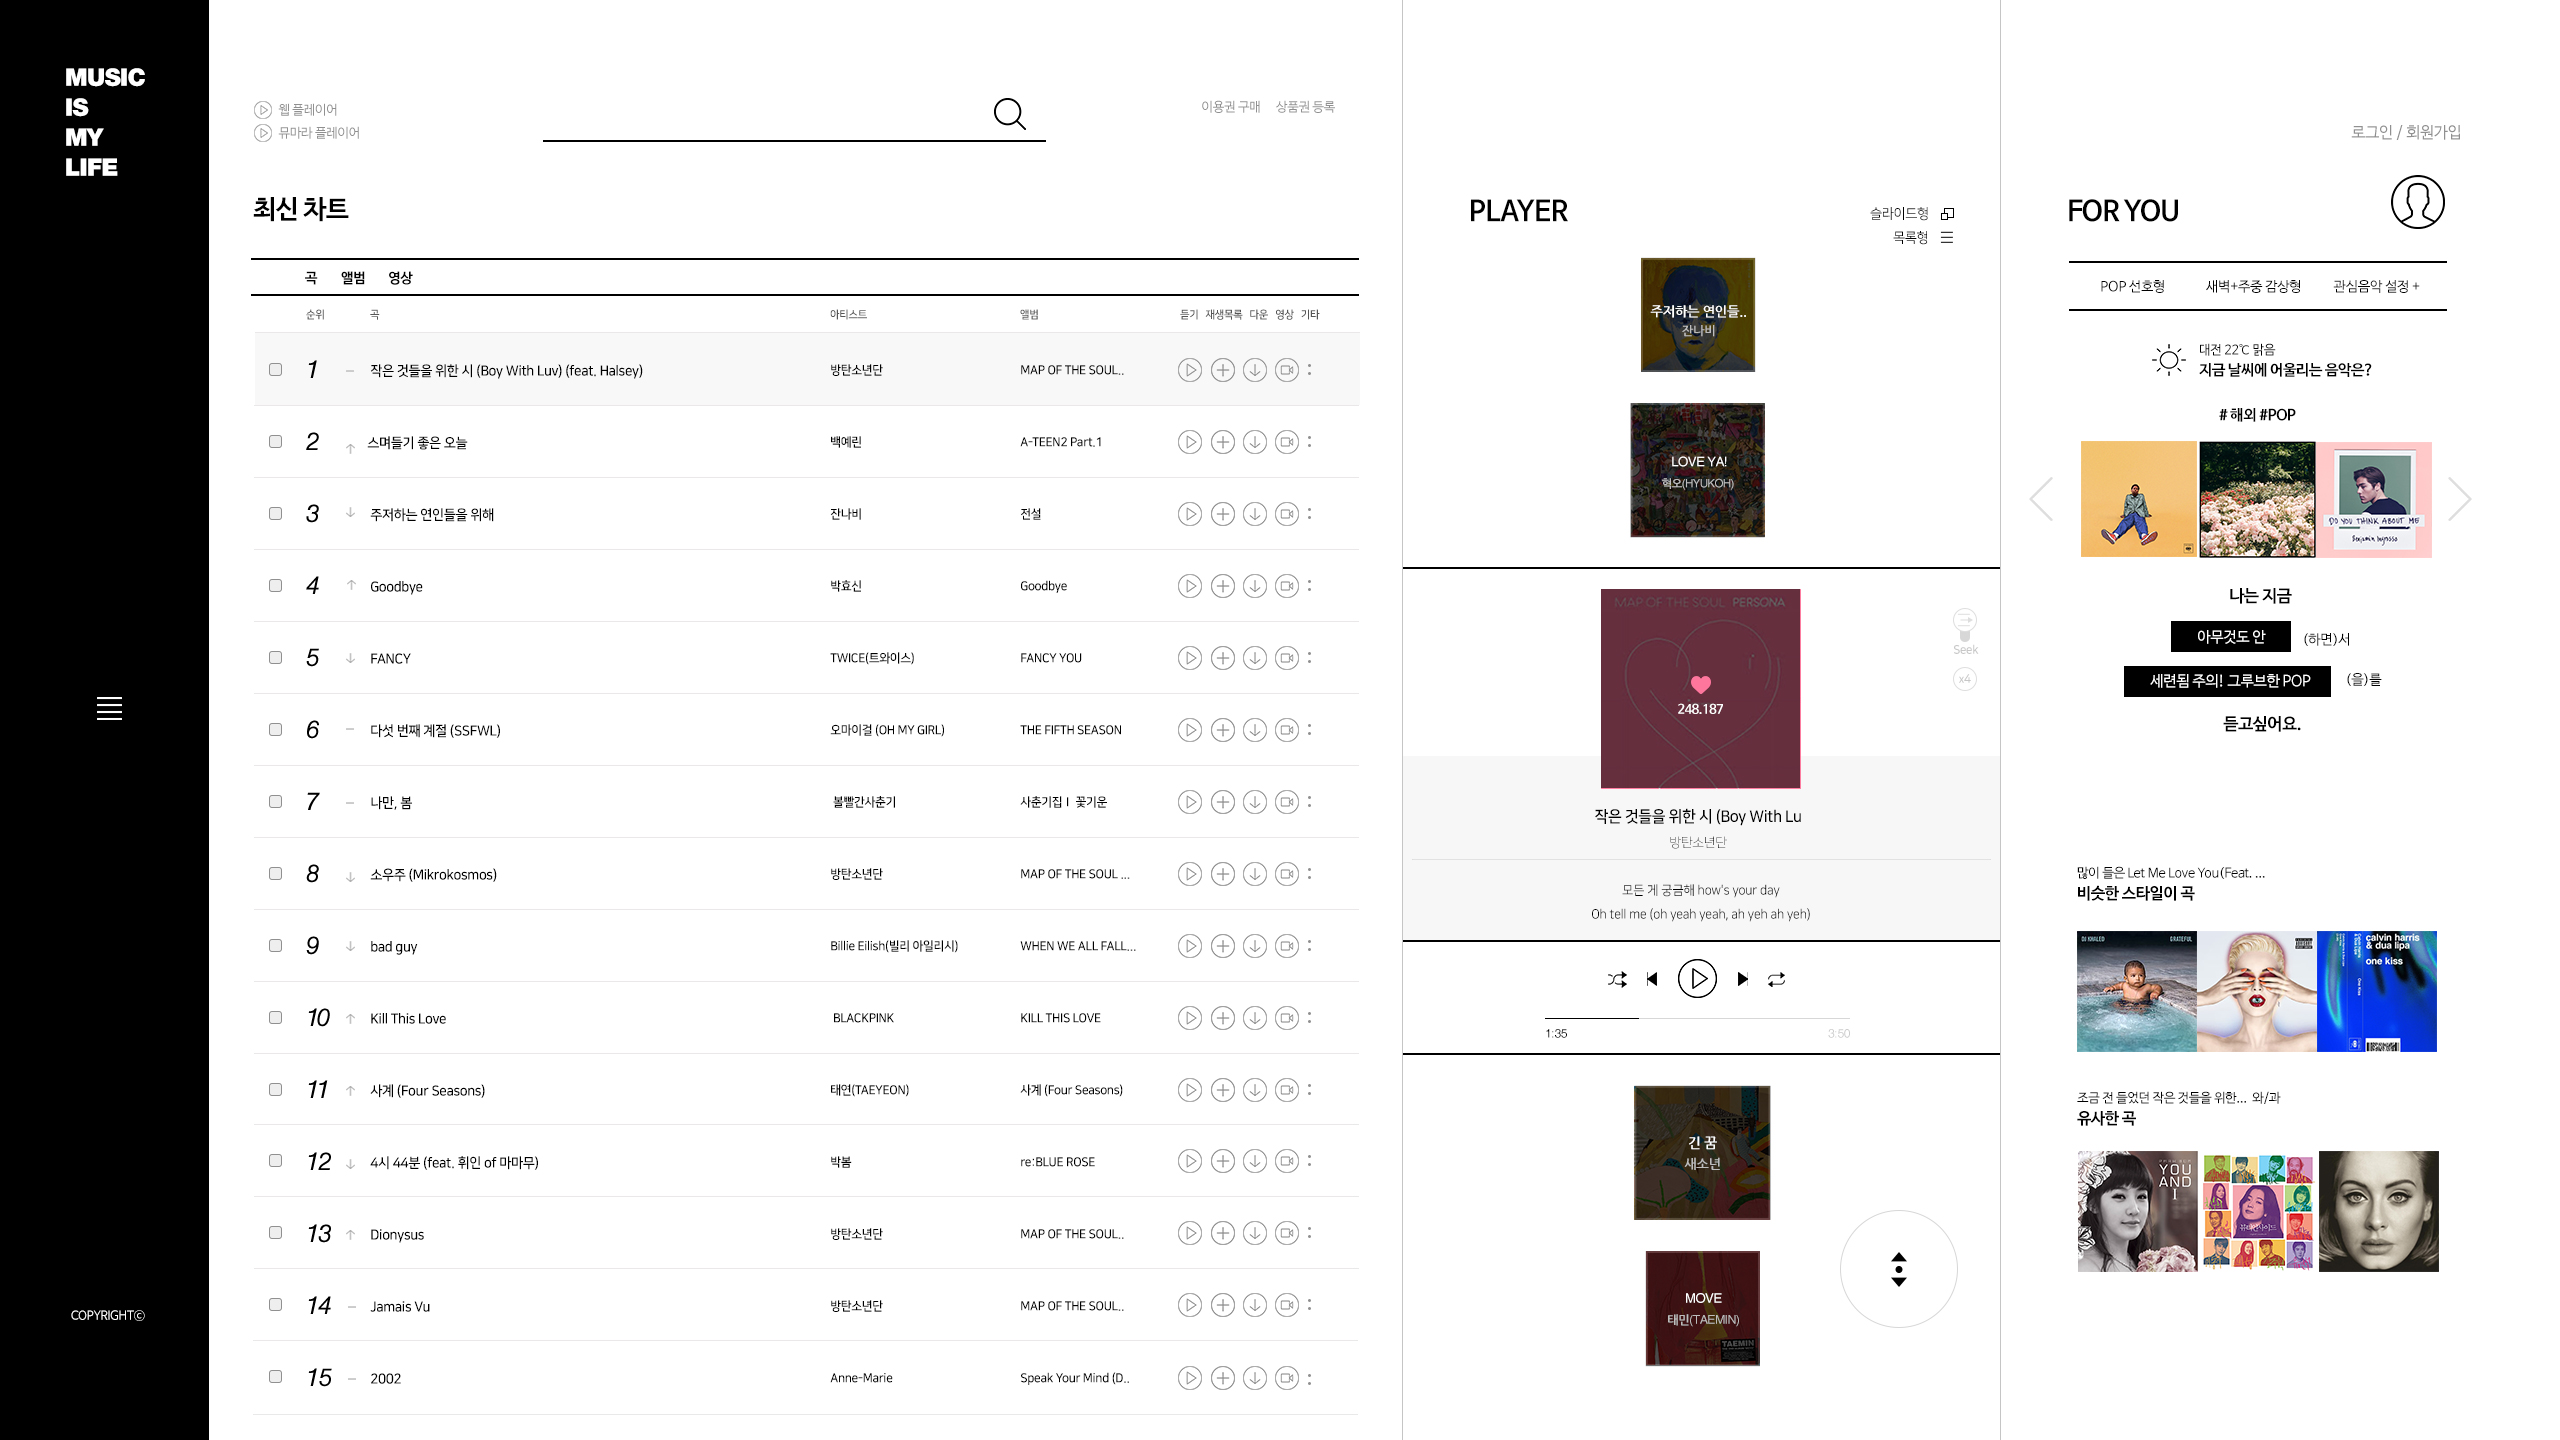 MUSIC
IS
MY
LIFE
COPYRIGHT©
웹 플레이어
뮤마라 플레이어
이용권 구매 상품권 등록
최신 차트
곡 앨범 영상
순위 곡 아티스트 앨범 듣기 재생목록 다운 영상 기타
1 – 작은 것들을 위한 시 (Boy With Luv) (feat. Halsey) 방탄소년단 MAP OF THE SOUL..
2 ↑ 스며들기 좋은 오늘 백예린 A-TEEN2 Part.1
3 ↓ 주저하는 연인들을 위해 잔나비 전설
4 ↑ Goodbye 박효신 Goodbye
5 ↓ FANCY TWICE(트와이스) FANCY YOU
6 – 다섯 번째 계절 (SSFWL) 오마이걸 (OH MY GIRL) THE FIFTH SEASON
7 – 나만, 봄 볼빨간사춘기 사춘기집 I 꽃기운
8 ↓ 소우주 (Mikrokosmos) 방탄소년단 MAP OF THE SOUL ...
9 ↓ bad guy Billie Eilish(빌리 아일리시) WHEN WE ALL FALL...
10 ↑ Kill This Love BLACKPINK KILL THIS LOVE
11 ↑ 사계 (Four Seasons) 태연(TAEYEON) 사계 (Four Seasons)
12 ↓ 4시 44분 (feat. 휘인 of 마마무) 박봄 re:BLUE ROSE
13 ↑ Dionysus 방탄소년단 MAP OF THE SOUL..
14 – Jamais Vu 방탄소년단 MAP OF THE SOUL..
15 – 2002 Anne-Marie Speak Your Mind (D..
PLAYER
슬라이드형
목록형
주저하는 연인들..
잔나비
LOVE YA!
혁오(HYUKOH)
MAP OF THE SOUL PERSONA
248.187
Seek
x4
작은 것들을 위한 시 (Boy With Lu
방탄소년단
모든 게 궁금해 how's your day
Oh tell me (oh yeah yeah, ah yeh ah yeh)
1:35 3:50
긴 꿈
새소년
MOVE
태민(TAEMIN)
TAEMIN
로그인 / 회원가입
FOR YOU
POP 선호형 새벽+주중 감상형 관심음악 설정 +
대전 22℃ 맑음
지금 날씨에 어울리는 음악은?
# 해외 #POP
DO YOU THINK ABOUT ME
Benjamin Ingrosso
나는 지금
아무것도 안 (하면)서
세련됨 주의! 그루브한 POP (을)를
듣고싶어요.
많이 들은 Let Me Love You(Feat. ...
비슷한 스타일이 곡
DJ KHALED GRATEFUL
calvin harris
& dua lipa
one kiss
One Kiss
조금 전 들었던 작은 것들을 위한... 와/과
유사한 곡
YOU
AND
I